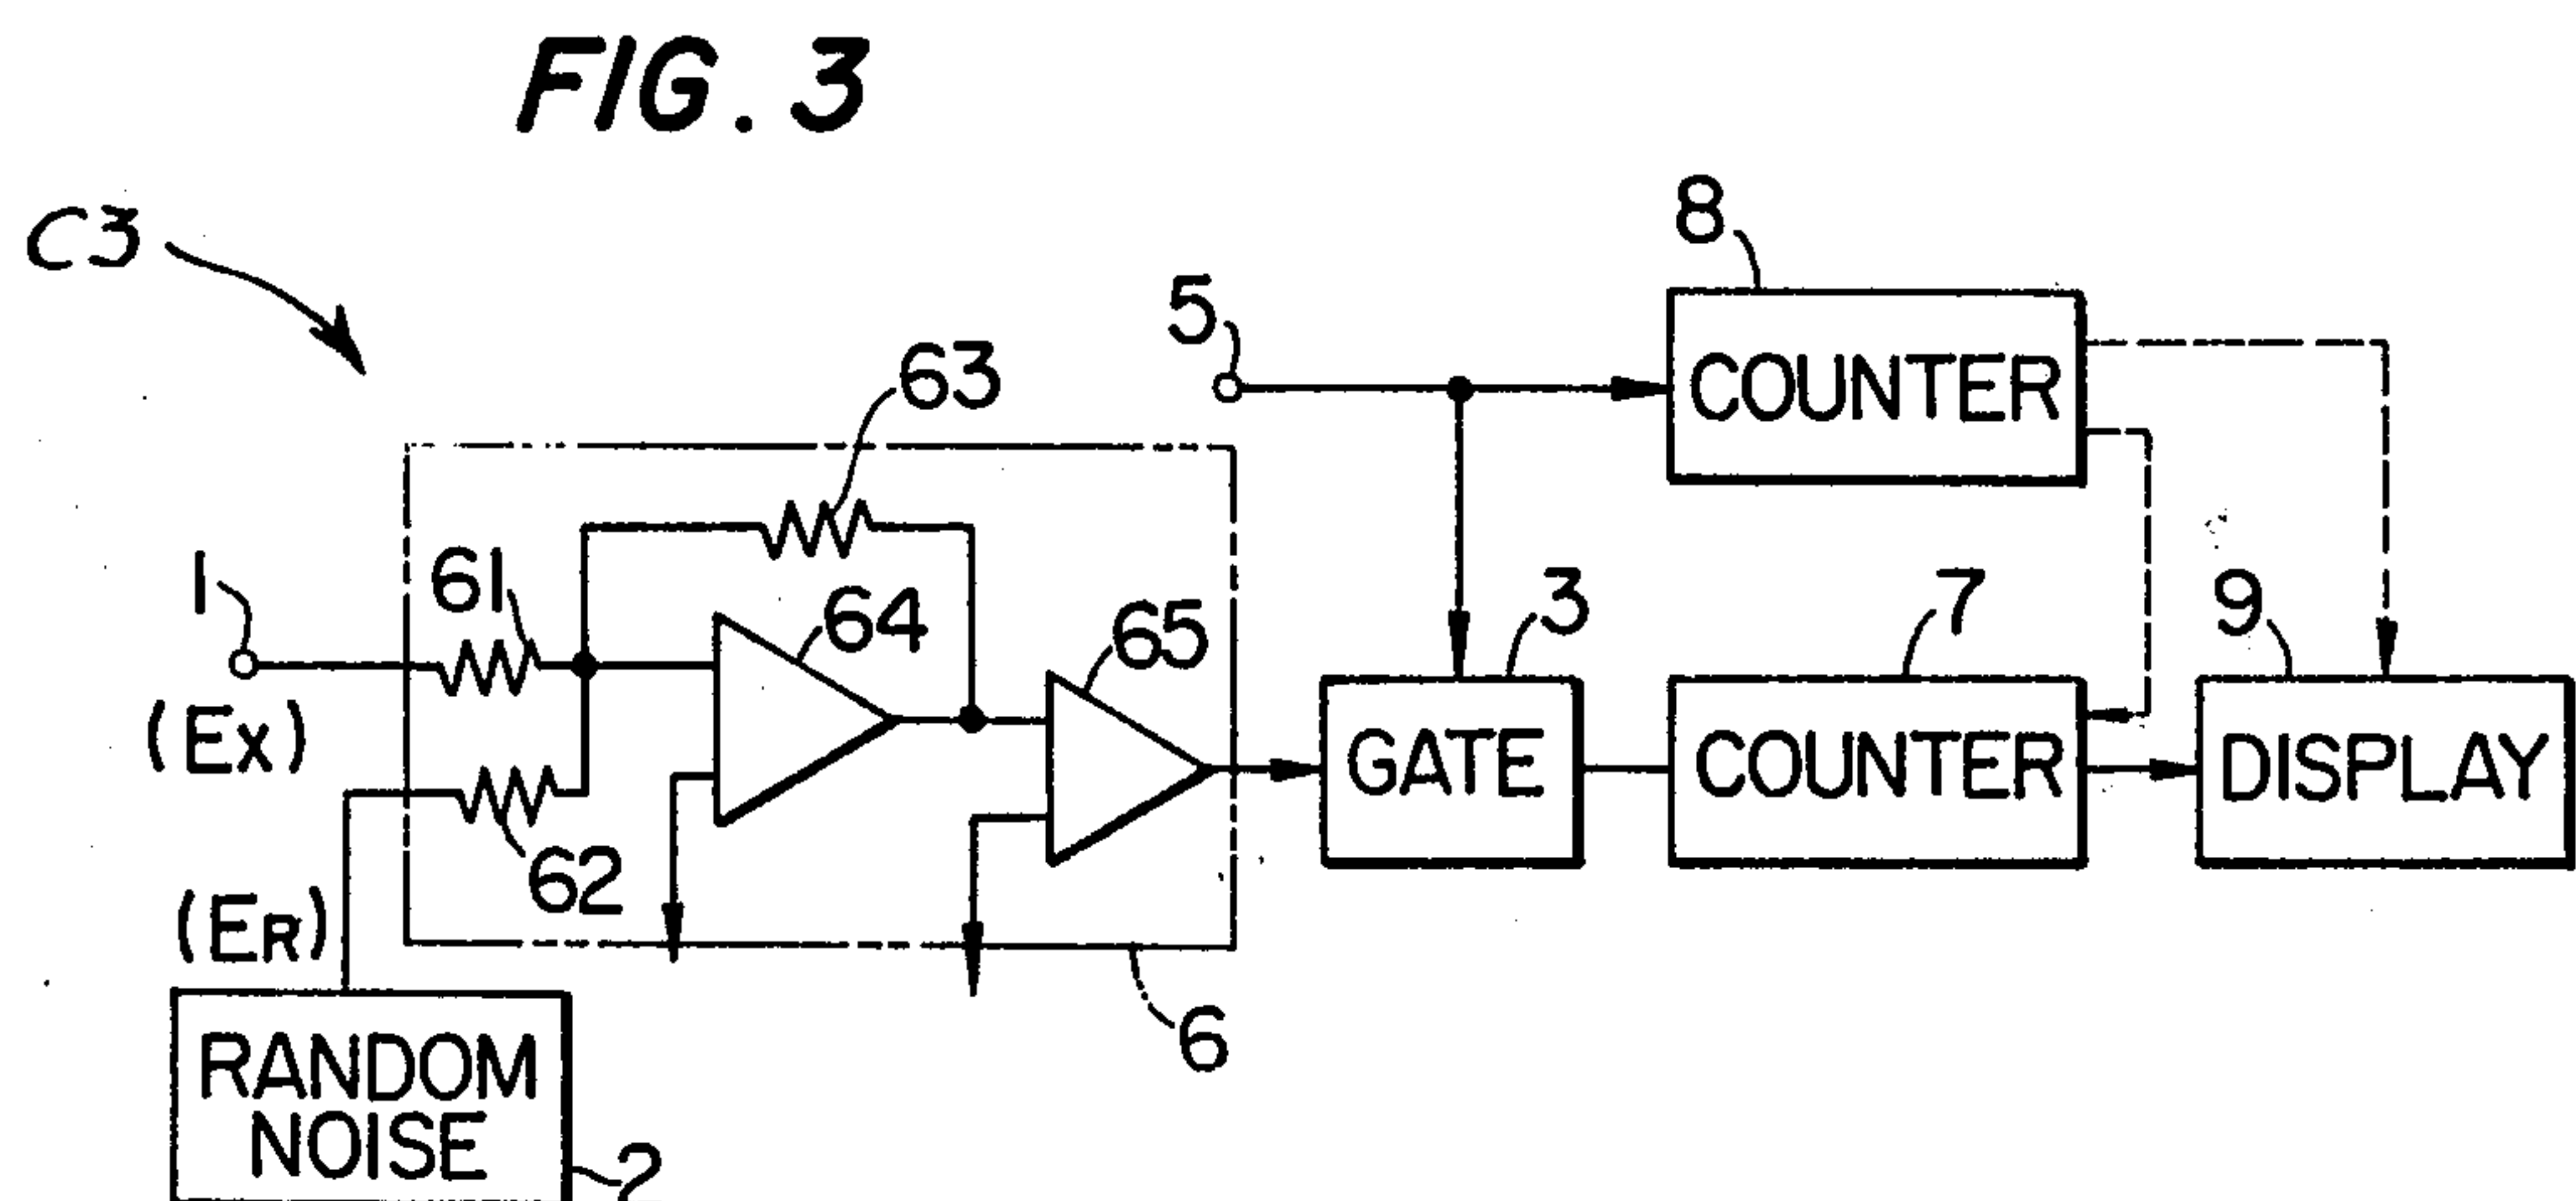 FIG. 3
C3
8
5
COUNTER
63
1
61
64
65
3
7
9
(EX)
GATE
COUNTER
DISPLAY
62
(ER)
6
RANDOM
NOISE
2